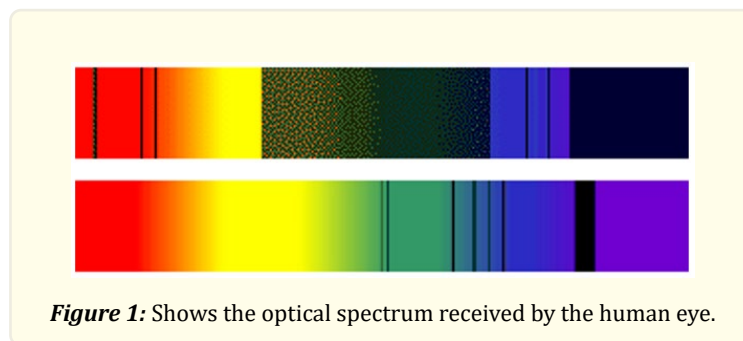 Figure 1: Shows the optical spectrum received by the human eye.